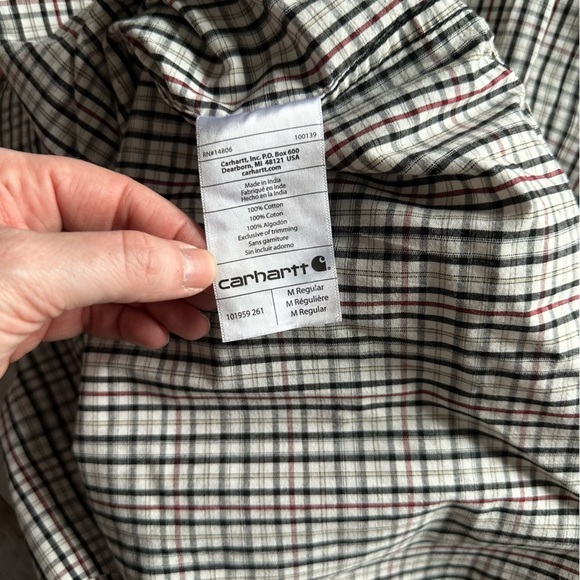 RN#14806 100139
Carhartt, Inc. P.O. Box 600
Dearborn, MI 48121 USA
carhartt.com
Made in India
Fabriqué en Inde
Hecho en la India
100% Cotton
100% Coton
100% Algodón
Exclusive of trimming
Sans garniture
Sin incluir adorno
carhartt
101959 261
M Regular
M Régulière
M Regular